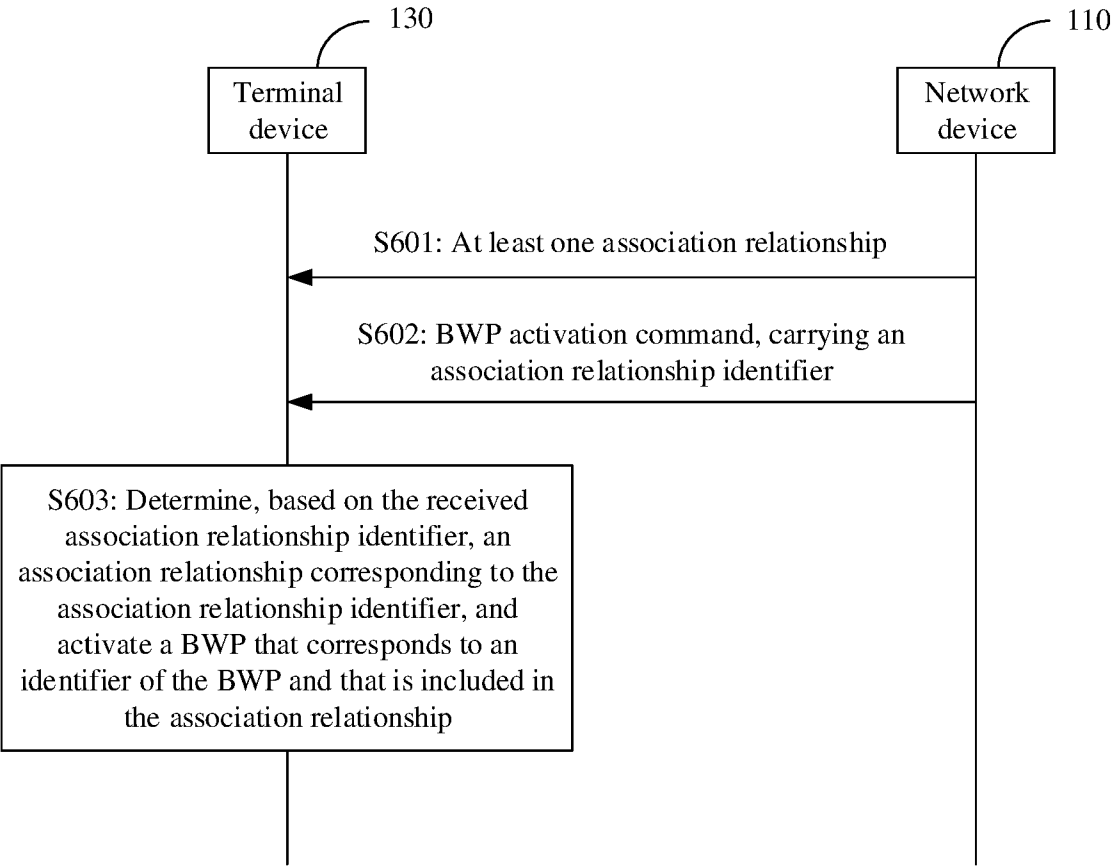 130
110
Terminal
device
Network
device
S601: At least one association relationship
S602: BWP activation command, carrying an
association relationship identifier
S603: Determine, based on the received
association relationship identifier, an
association relationship corresponding to the
association relationship identifier, and
activate a BWP that corresponds to an
identifier of the BWP and that is included in
the association relationship